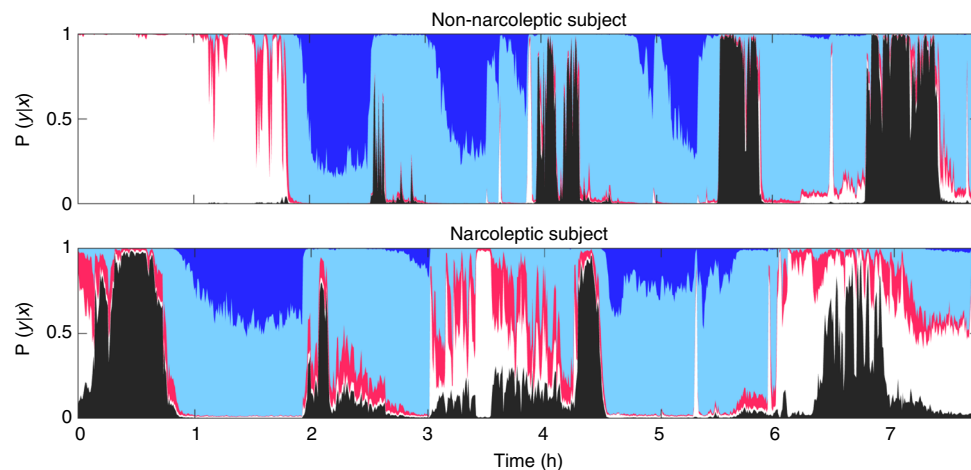 Non-narcoleptic subject
1
0.5
0
P (y|x)
Narcoleptic subject
1
0.5
0
P (y|x)
0 1 2 3 4 5 6 7
Time (h)